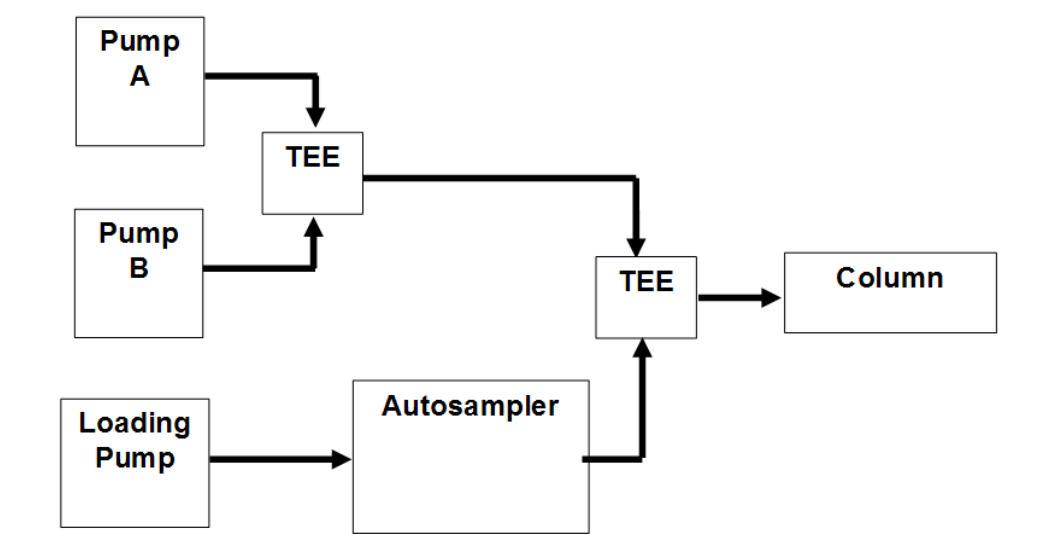 Pump
A
TEE
Pump
B
TEE
Column
Loading
Pump
Autosampler